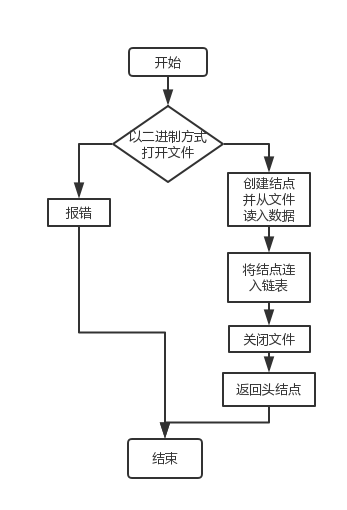 开始
以二进制方式
打开文件
创建结点
并从文件
读入数据
报错
将结点连
入链表
关闭文件
返回头结点
结束